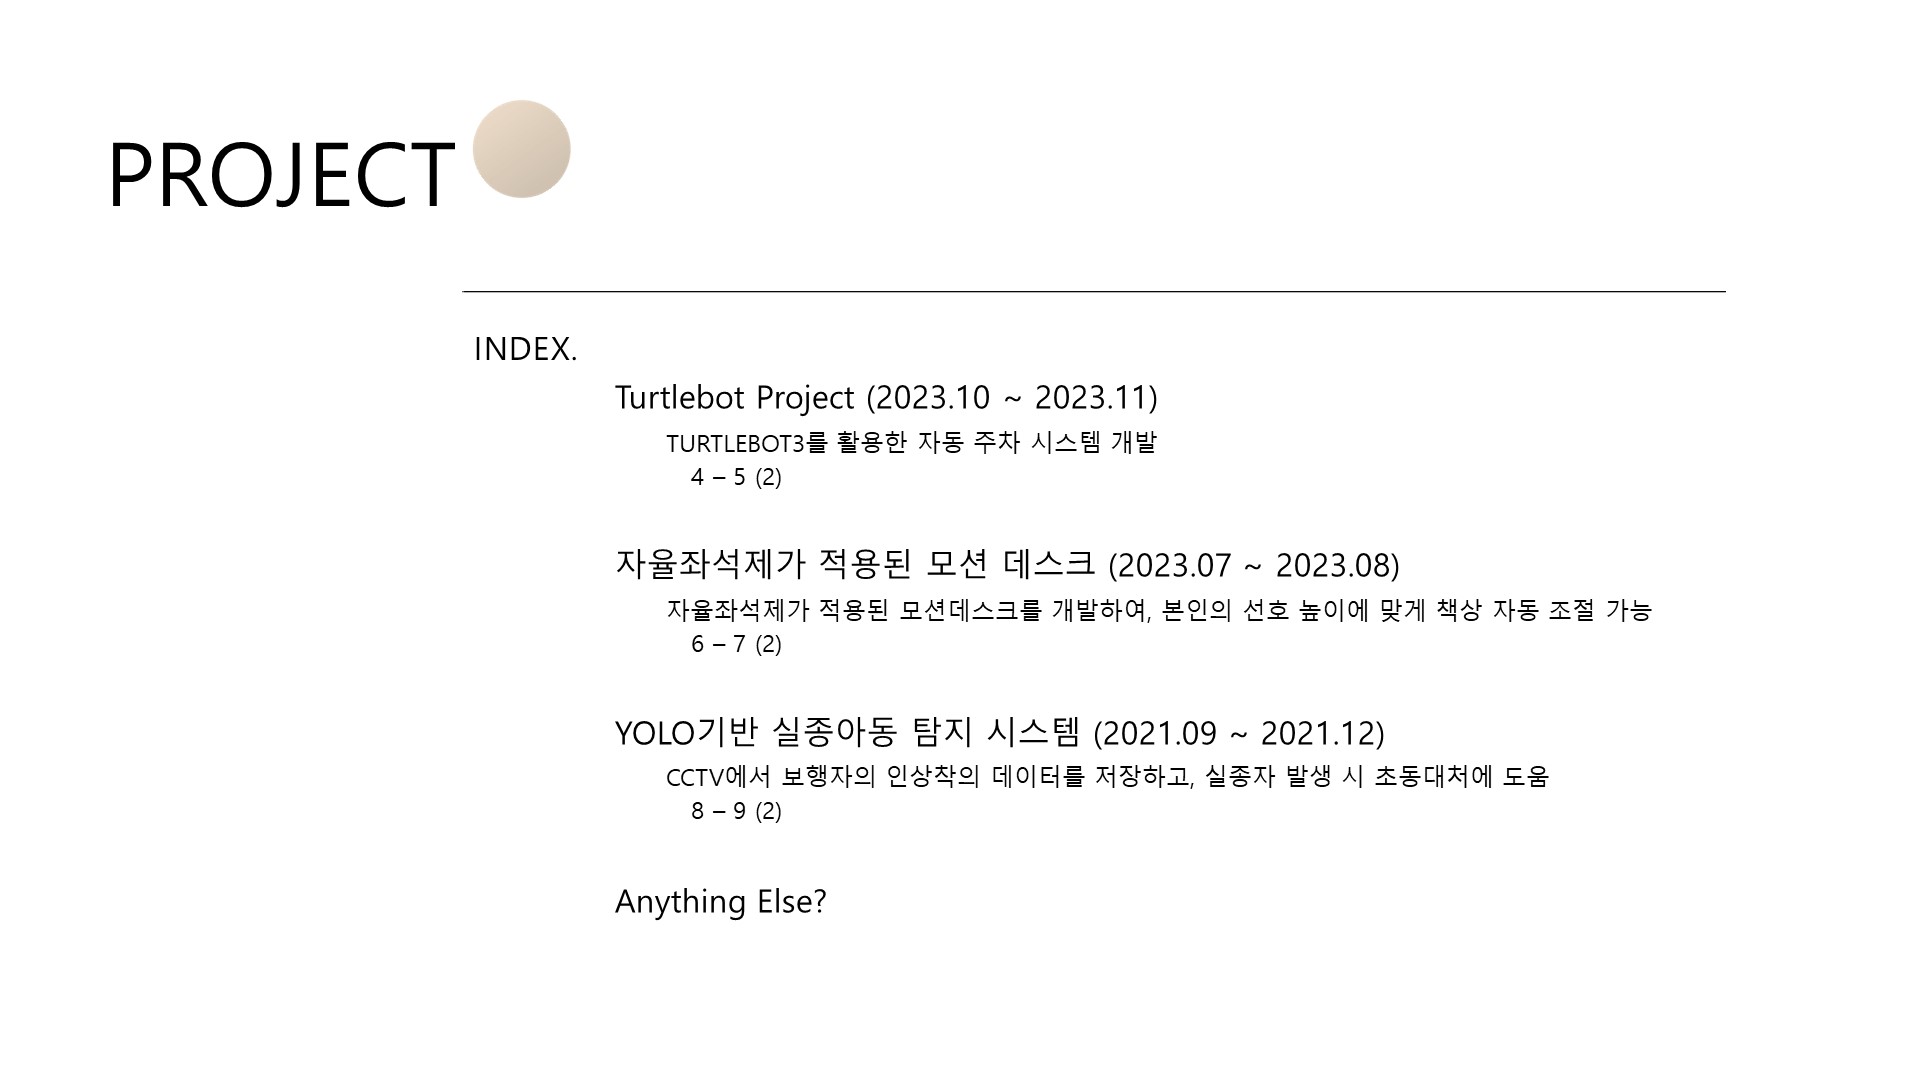 PROJECT
INDEX.
Turtlebot Project (2023.10 ~ 2023.11)
TURTLEBOT3를 활용한 자동 주차 시스템 개발
4 – 5 (2)
자율좌석제가 적용된 모션 데스크 (2023.07 ~ 2023.08)
자율좌석제가 적용된 모션데스크를 개발하여, 본인의 선호 높이에 맞게 책상 자동 조절 가능
6 – 7 (2)
YOLO기반 실종아동 탐지 시스템 (2021.09 ~ 2021.12)
CCTV에서 보행자의 인상착의 데이터를 저장하고, 실종자 발생 시 초동대처에 도움
8 – 9 (2)
Anything Else?